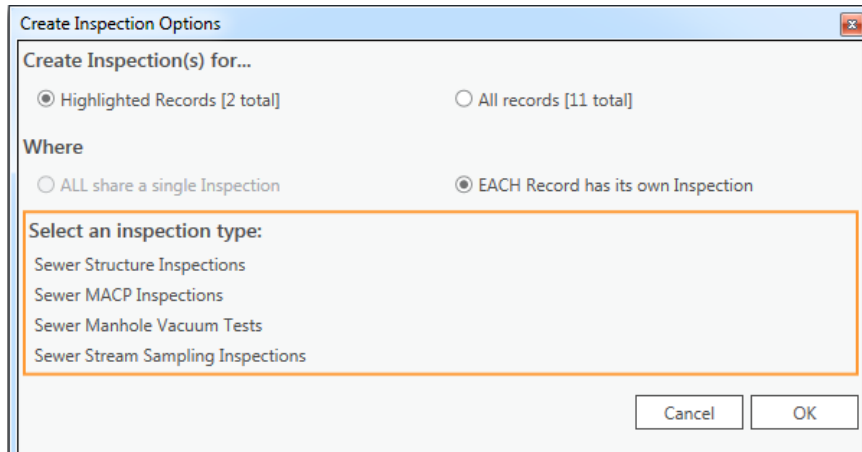 Create Inspection Options
Create Inspection(s) for...
Highlighted Records [2 total] All records [11 total]
Where
ALL share a single Inspection EACH Record has its own Inspection
Select an inspection type:
Sewer Structure Inspections
Sewer MACP Inspections
Sewer Manhole Vacuum Tests
Sewer Stream Sampling Inspections
Cancel OK